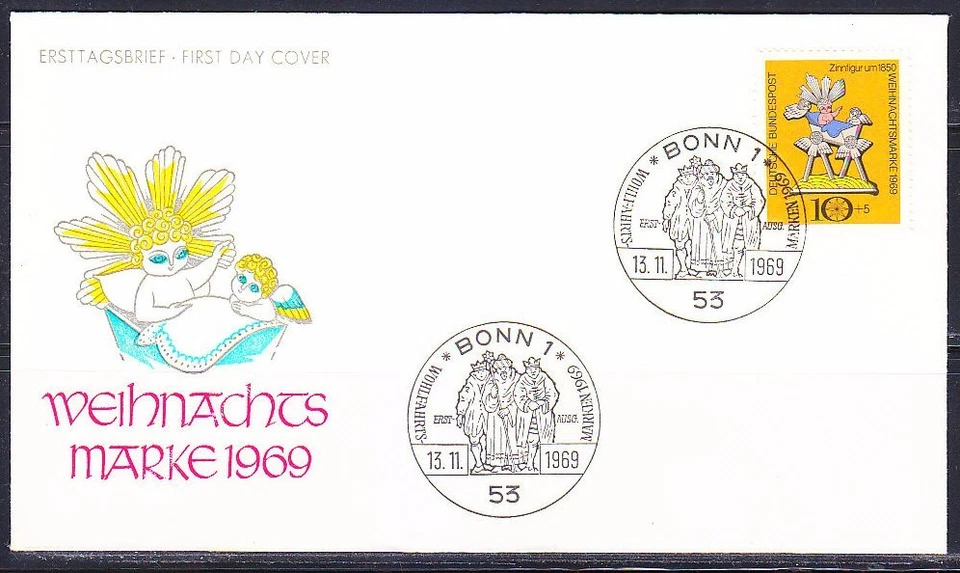 ERSTTAGSBRIEF · FIRST DAY COVER
Zinnfigur um 1850
DEUTSCHE BUNDESPOST
WEIHNACHTSMARKE 1969
10+5
* BONN 1 *
WOHLFAHRTS- MARKEN 1969
ERST- AUSG.
13.11. 1969
53
* BONN 1 *
WOHLFAHRTS- MARKEN 1969
ERST- AUSG.
13.11. 1969
53
WEIHNACHTS
MARKE 1969